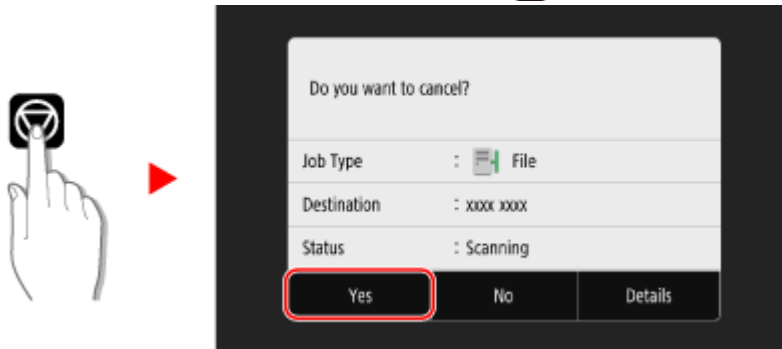 Do you want to cancel?
Job Type : File
Destination : xxxx xxxx
Status : Scanning
Yes No Details